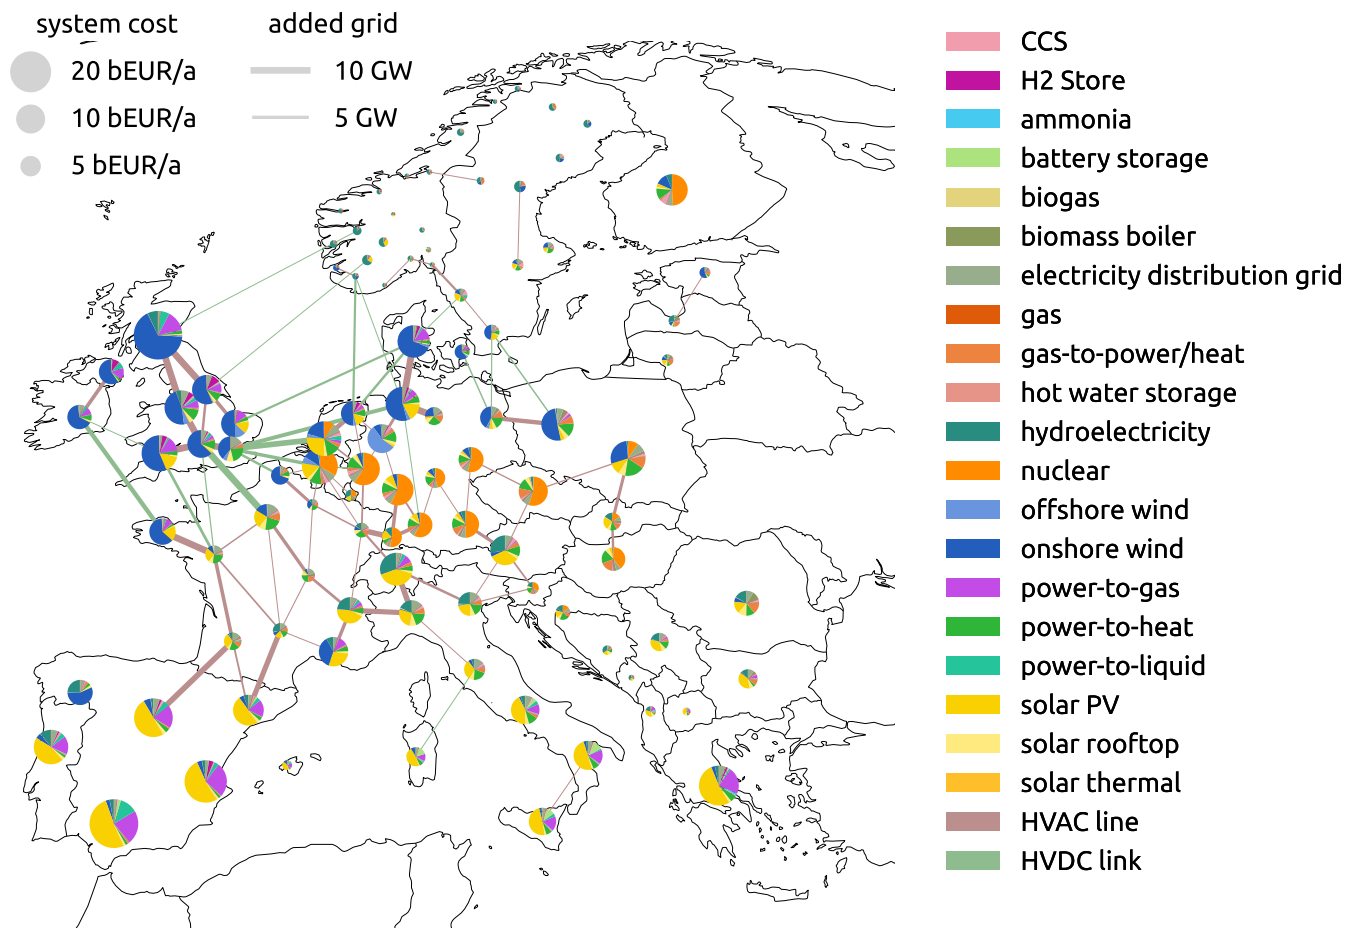 system cost
20 bEUR/a
10 bEUR/a
5 bEUR/a
added grid
10 GW
5 GW
CCS
H2 Store
ammonia
battery storage
biogas
biomass boiler
electricity distribution grid
gas
gas-to-power/heat
hot water storage
hydroelectricity
nuclear
offshore wind
onshore wind
power-to-gas
power-to-heat
power-to-liquid
solar PV
solar rooftop
solar thermal
HVAC line
HVDC link